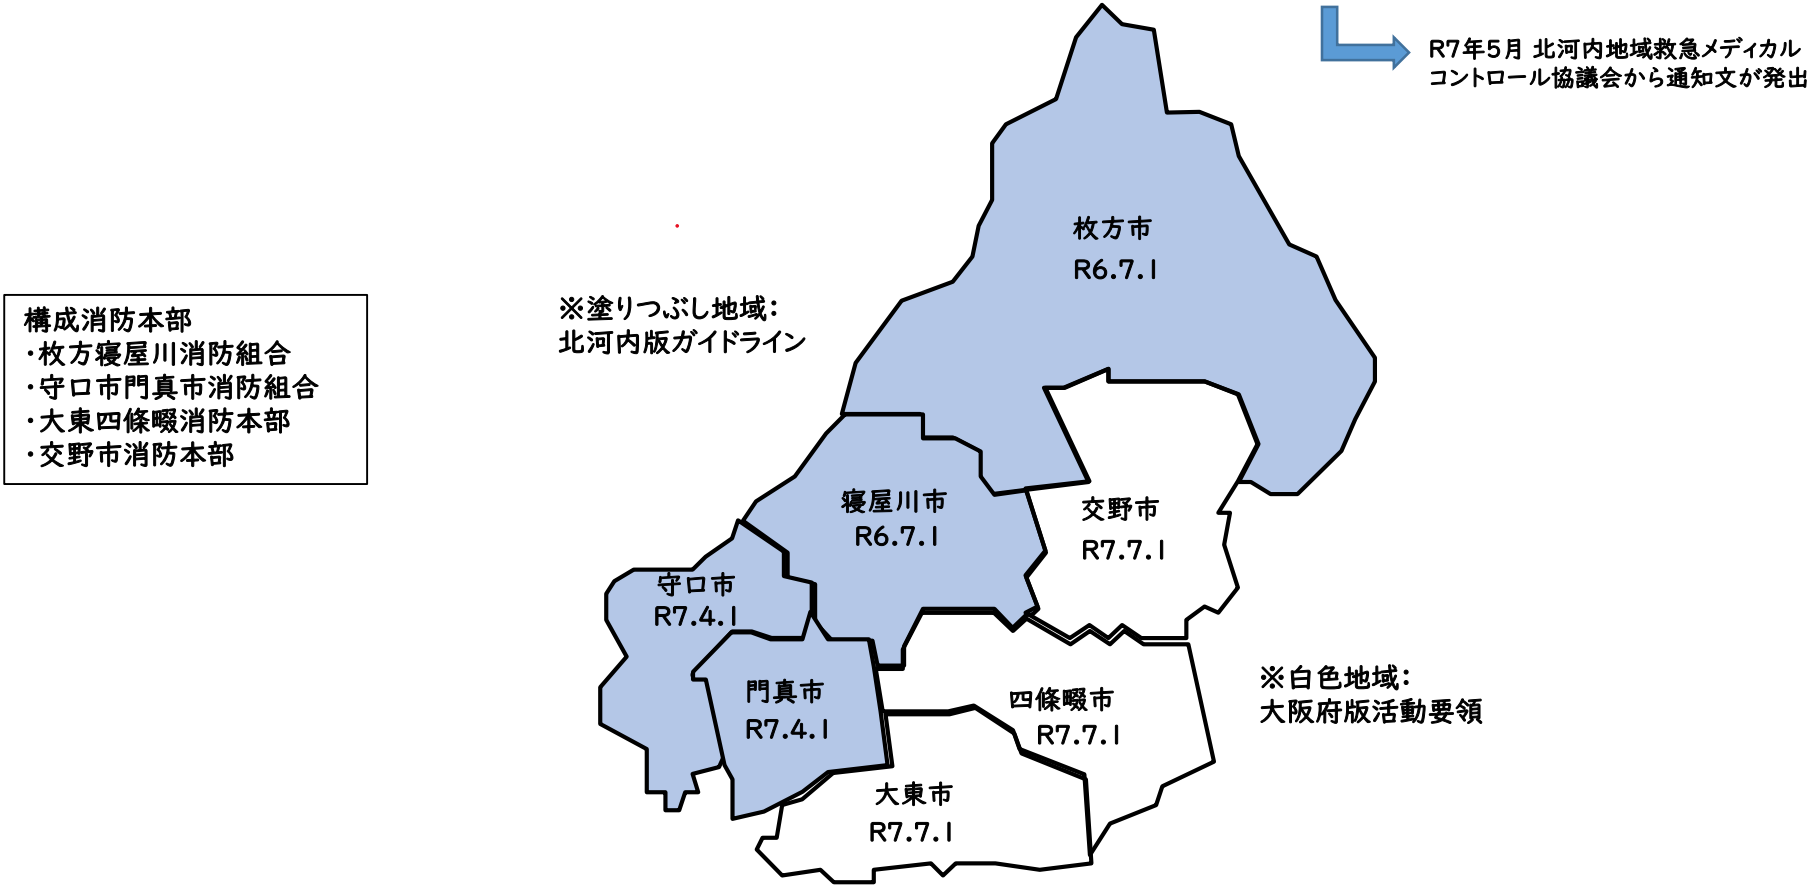 R7年5月 北河内地域救急メディカル
コントロール協議会から通知文が発出
枚方市
R6.7.1
※塗りつぶし地域：
北河内版ガイドライン
構成消防本部
・枚方寝屋川消防組合
・守口市門真市消防組合
・大東四條畷消防本部
・交野市消防本部
寝屋川市
R6.7.1
交野市
R7.7.1
守口市
R7.4.1
門真市
R7.4.1
四條畷市
R7.7.1
※白色地域：
大阪府版活動要領
大東市
R7.7.1